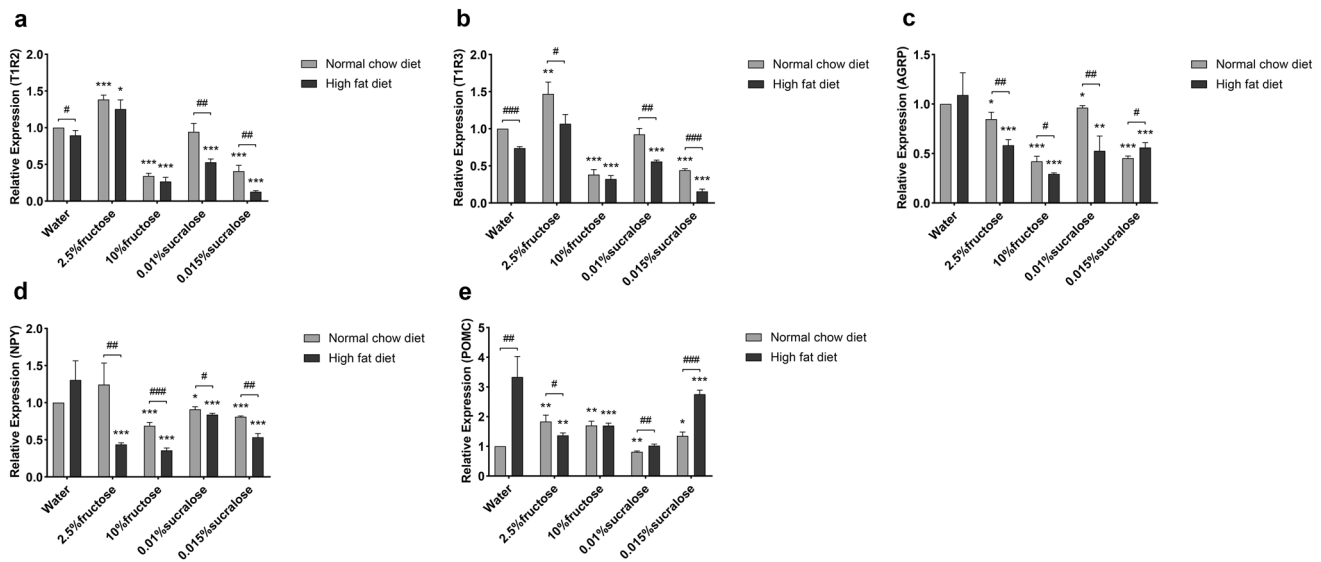 a
Relative Expression (T1R2)
2.0
1.5
1.0
0.5
0.0
#
***
*
***
***
##
***
***
##
***
Water
2.5%fructose
10%fructose
0.01%sucralose
0.015%sucralose
Normal chow diet
High fat diet
b
Relative Expression (T1R3)
2.0
1.5
1.0
0.5
0.0
###
**
#
***
***
##
***
***
###
***
Water
2.5%fructose
10%fructose
0.01%sucralose
0.015%sucralose
Normal chow diet
High fat diet
c
Relative Expression (AGRP)
1.5
1.0
0.5
0.0
*
##
***
***
#
***
*
##
**
***
#
***
Water
2.5%fructose
10%fructose
0.01%sucralose
0.015%sucralose
Normal chow diet
High fat diet
d
Relative Expression (NPY)
2.0
1.5
1.0
0.5
0.0
##
***
***
###
***
*
#
***
***
##
***
Water
2.5%fructose
10%fructose
0.01%sucralose
0.015%sucralose
Normal chow diet
High fat diet
e
Relative Expression (POMC)
5
4
3
2
1
0
##
**
#
**
**
***
**
##
*
###
***
Water
2.5%fructose
10%fructose
0.01%sucralose
0.015%sucralose
Normal chow diet
High fat diet